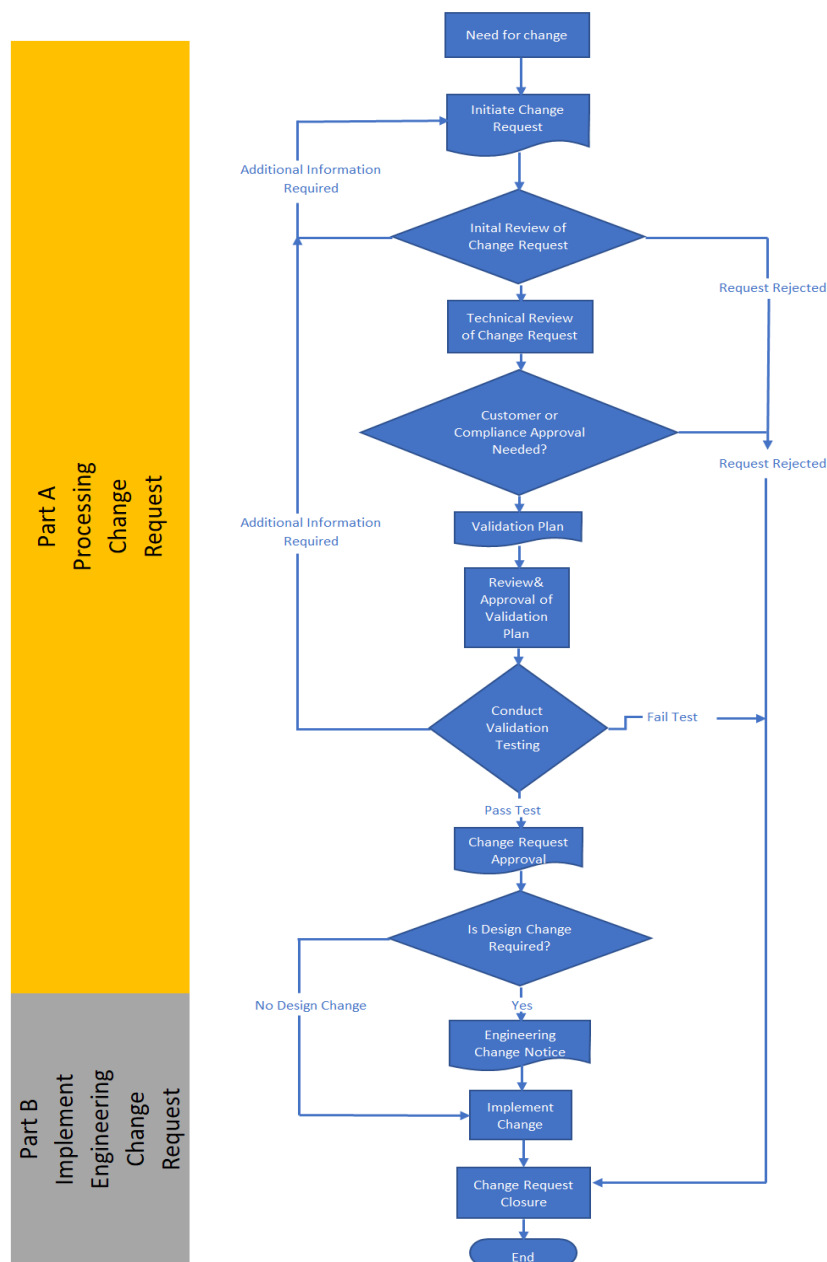 Need for change
Initiate Change
Request
Additional Information
Required
Inital Review of
Change Request
Request Rejected
Technical Review
of Change Request
Customer or
Compliance Approval
Needed?
Request Rejected
Validation Plan
Additional Information
Required
Review&
Approval of
Validation
Plan
Conduct
Validation
Testing
Fail Test
Pass Test
Change Request
Approval
Is Design Change
Required?
No Design Change
Yes
Engineering
Change Notice
Implement
Change
Change Request
Closure
End
Part A
Processing
Change
Request
Part B
Implement
Engineering
Change
Request